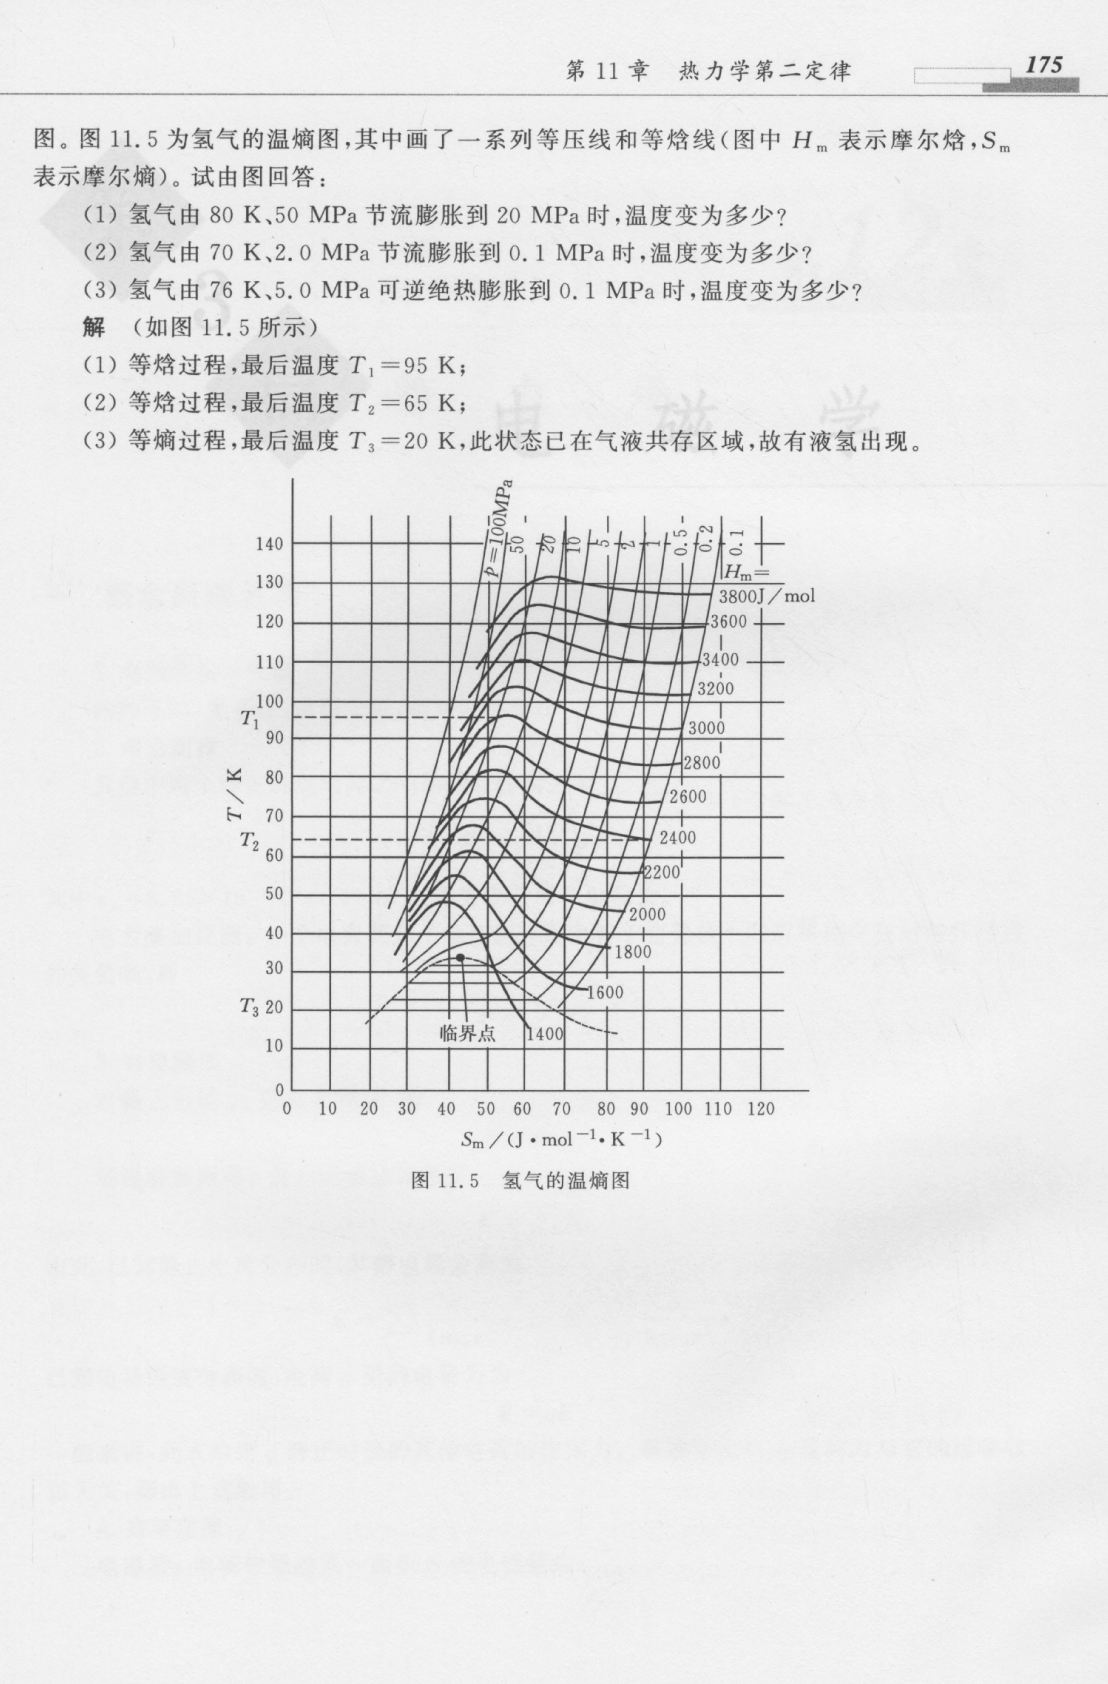 第 11 章 热力学第二定律 175
图。图 11.5 为氢气的温熵图,其中画了一系列等压线和等焓线(图中 Hm 表示摩尔焓,Sm
表示摩尔熵)。试由图回答:
(1) 氢气由 80 K、50 MPa 节流膨胀到 20 MPa 时,温度变为多少?
(2) 氢气由 70 K、2.0 MPa 节流膨胀到 0.1 MPa 时,温度变为多少?
(3) 氢气由 76 K、5.0 MPa 可逆绝热膨胀到 0.1 MPa 时,温度变为多少?
解 (如图 11.5 所示)
(1) 等焓过程,最后温度 T1=95 K;
(2) 等焓过程,最后温度 T2=65 K;
(3) 等熵过程,最后温度 T3=20 K,此状态已在气液共存区域,故有液氢出现。
p=100MPa 50 20 10 5 2 1 0.5 0.2 0.1
140
Hm=
130
3800J/mol
120
3600
110
3400
3200
100
T1
3000
90
2800
80
T/K
2600
70
T2
2400
60
2200
50
2000
40
1800
30
1600
T3 20
临界点
1400
10
0
0 10 20 30 40 50 60 70 80 90 100 110 120
Sm/(J·mol−1·K−1)
图 11.5 氢气的温熵图